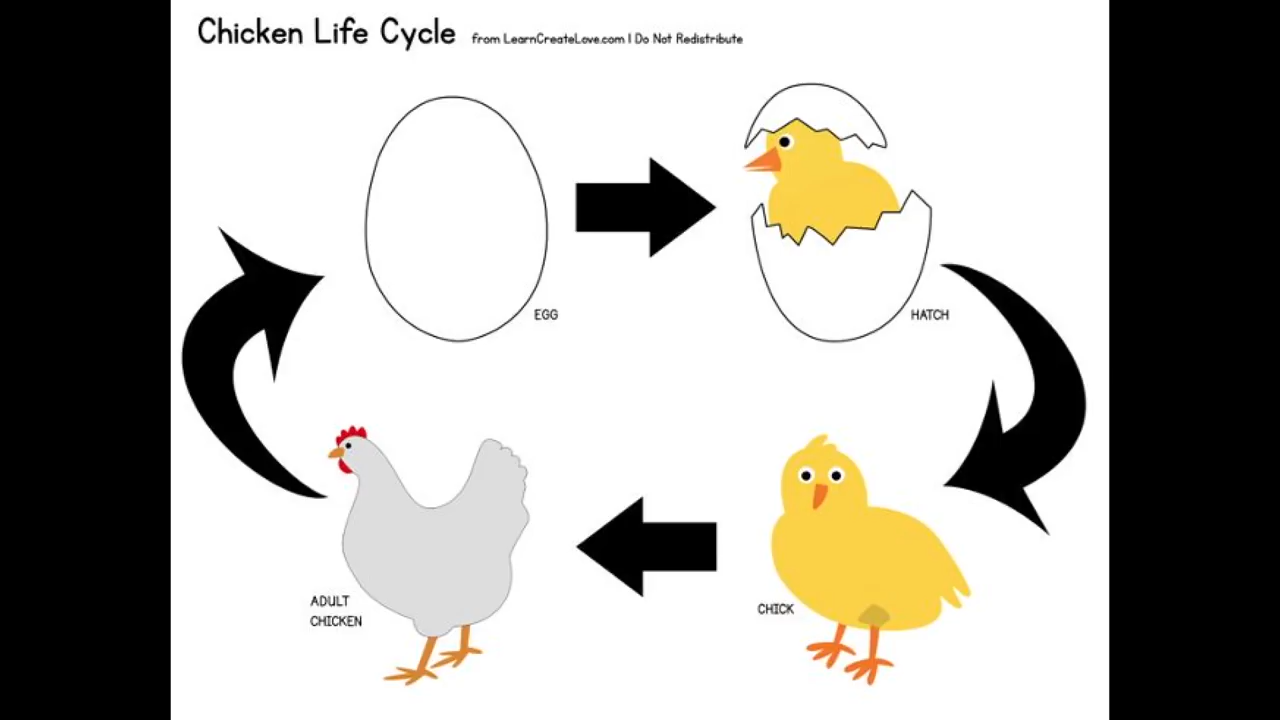 Chicken Life Cycle from LearnCreateLove.com I Do Not Redistribute
EGG
HATCH
ADULT
CHICKEN
CHICK